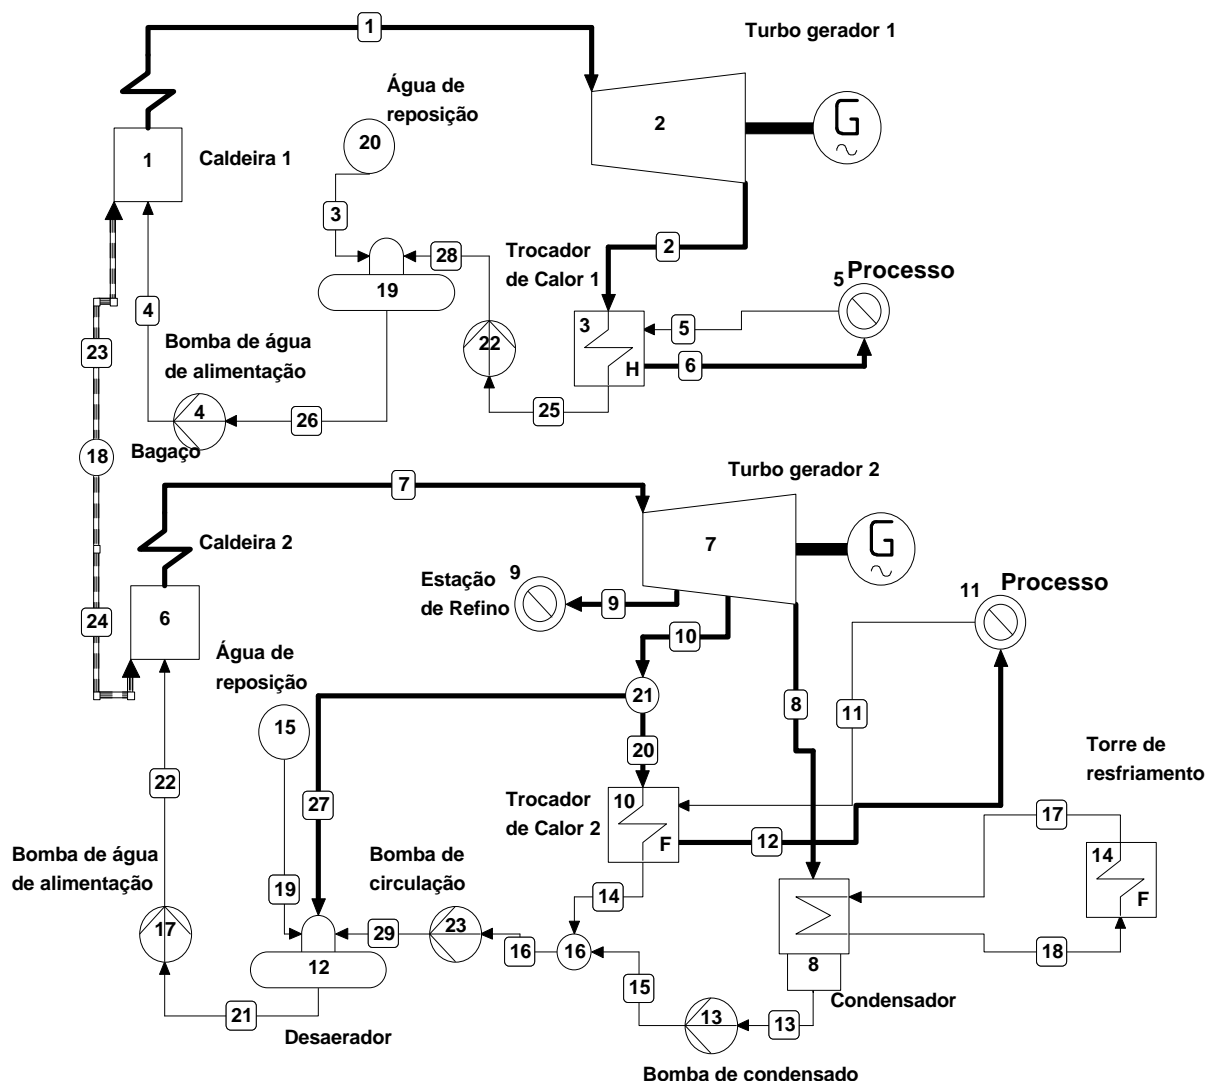 1
Turbo gerador 1
Água de
reposição
2
G
20
1
Caldeira 1
3
Trocador
de Calor 1
2
28
19
5
Processo
4
3
5
H
6
23
Bomba de água
de alimentação
22
4
26
25
18
Bagaço
Turbo gerador 2
7
Caldeira 2
7
G
Estação
de Refino
9
9
11
Processo
6
24
10
Água de
reposição
21
8
11
15
20
Torre de
resfriamento
22
27
Trocador
de Calor 2
10
F
12
17
14
F
Bomba de água
de alimentação
19
Bomba de
circulação
14
17
29
23
16
16
18
12
8
15
Condensador
21
13
13
Desaerador
Bomba de condensado